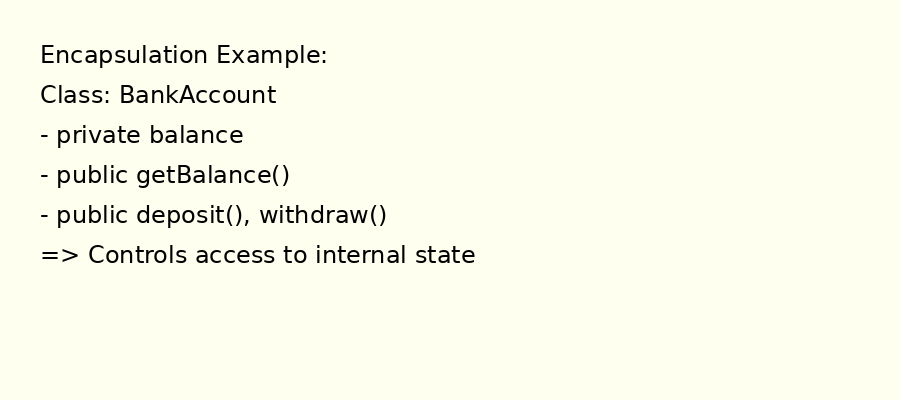 Encapsulation Example:
Class: BankAccount
- private balance
- public getBalance()
- public deposit(), withdraw()
=> Controls access to internal state